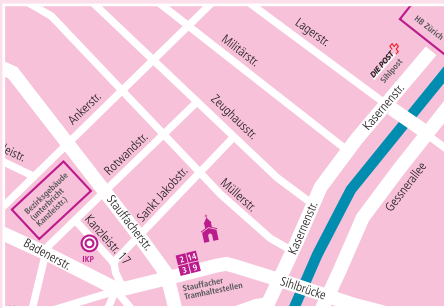 Lagerstr.
HB Zürich
Militärstr.
DIE POST
Sihlpost
Ankerstr.
Zeughausstr.
Kasernenstr.
Rotwandstr.
Gessnerallee
leistr.
Bezirksgebäude
(unterbricht
Kanzleistr.)
Sankt Jakobstr.
Müllerstr.
Stauffacherstr.
Kanzleistr. 17
Kasernenstr.
Badenerstr.
IKP
2 14
3 9
Stauffacher
Tramhaltestellen
Sihlbrücke